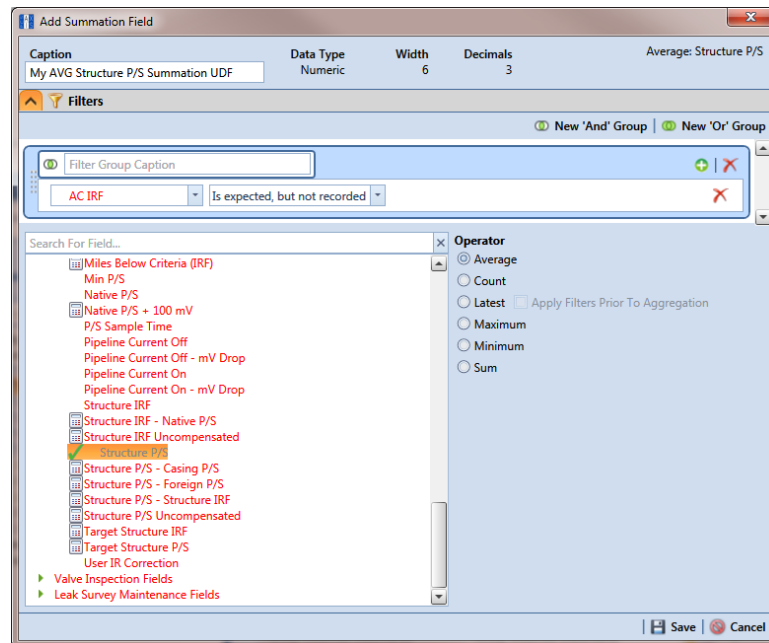 Add Summation Field
Caption Data Type Width Decimals Average: Structure P/S
My AVG Structure P/S Summation UDF Numeric 6 3
Filters
New 'And' Group New 'Or' Group
Filter Group Caption
AC IRF Is expected, but not recorded
Search For Field...
Miles Below Criteria (IRF)
Min P/S
Native P/S
Native P/S + 100 mV
P/S Sample Time
Pipeline Current Off
Pipeline Current Off - mV Drop
Pipeline Current On
Pipeline Current On - mV Drop
Structure IRF
Structure IRF - Native P/S
Structure IRF Uncompensated
Structure P/S
Structure P/S - Casing P/S
Structure P/S - Foreign P/S
Structure P/S - Structure IRF
Structure P/S Uncompensated
Target Structure IRF
Target Structure P/S
User IR Correction
Valve Inspection Fields
Leak Survey Maintenance Fields
Operator
Average
Count
Latest Apply Filters Prior To Aggregation
Maximum
Minimum
Sum
Save Cancel